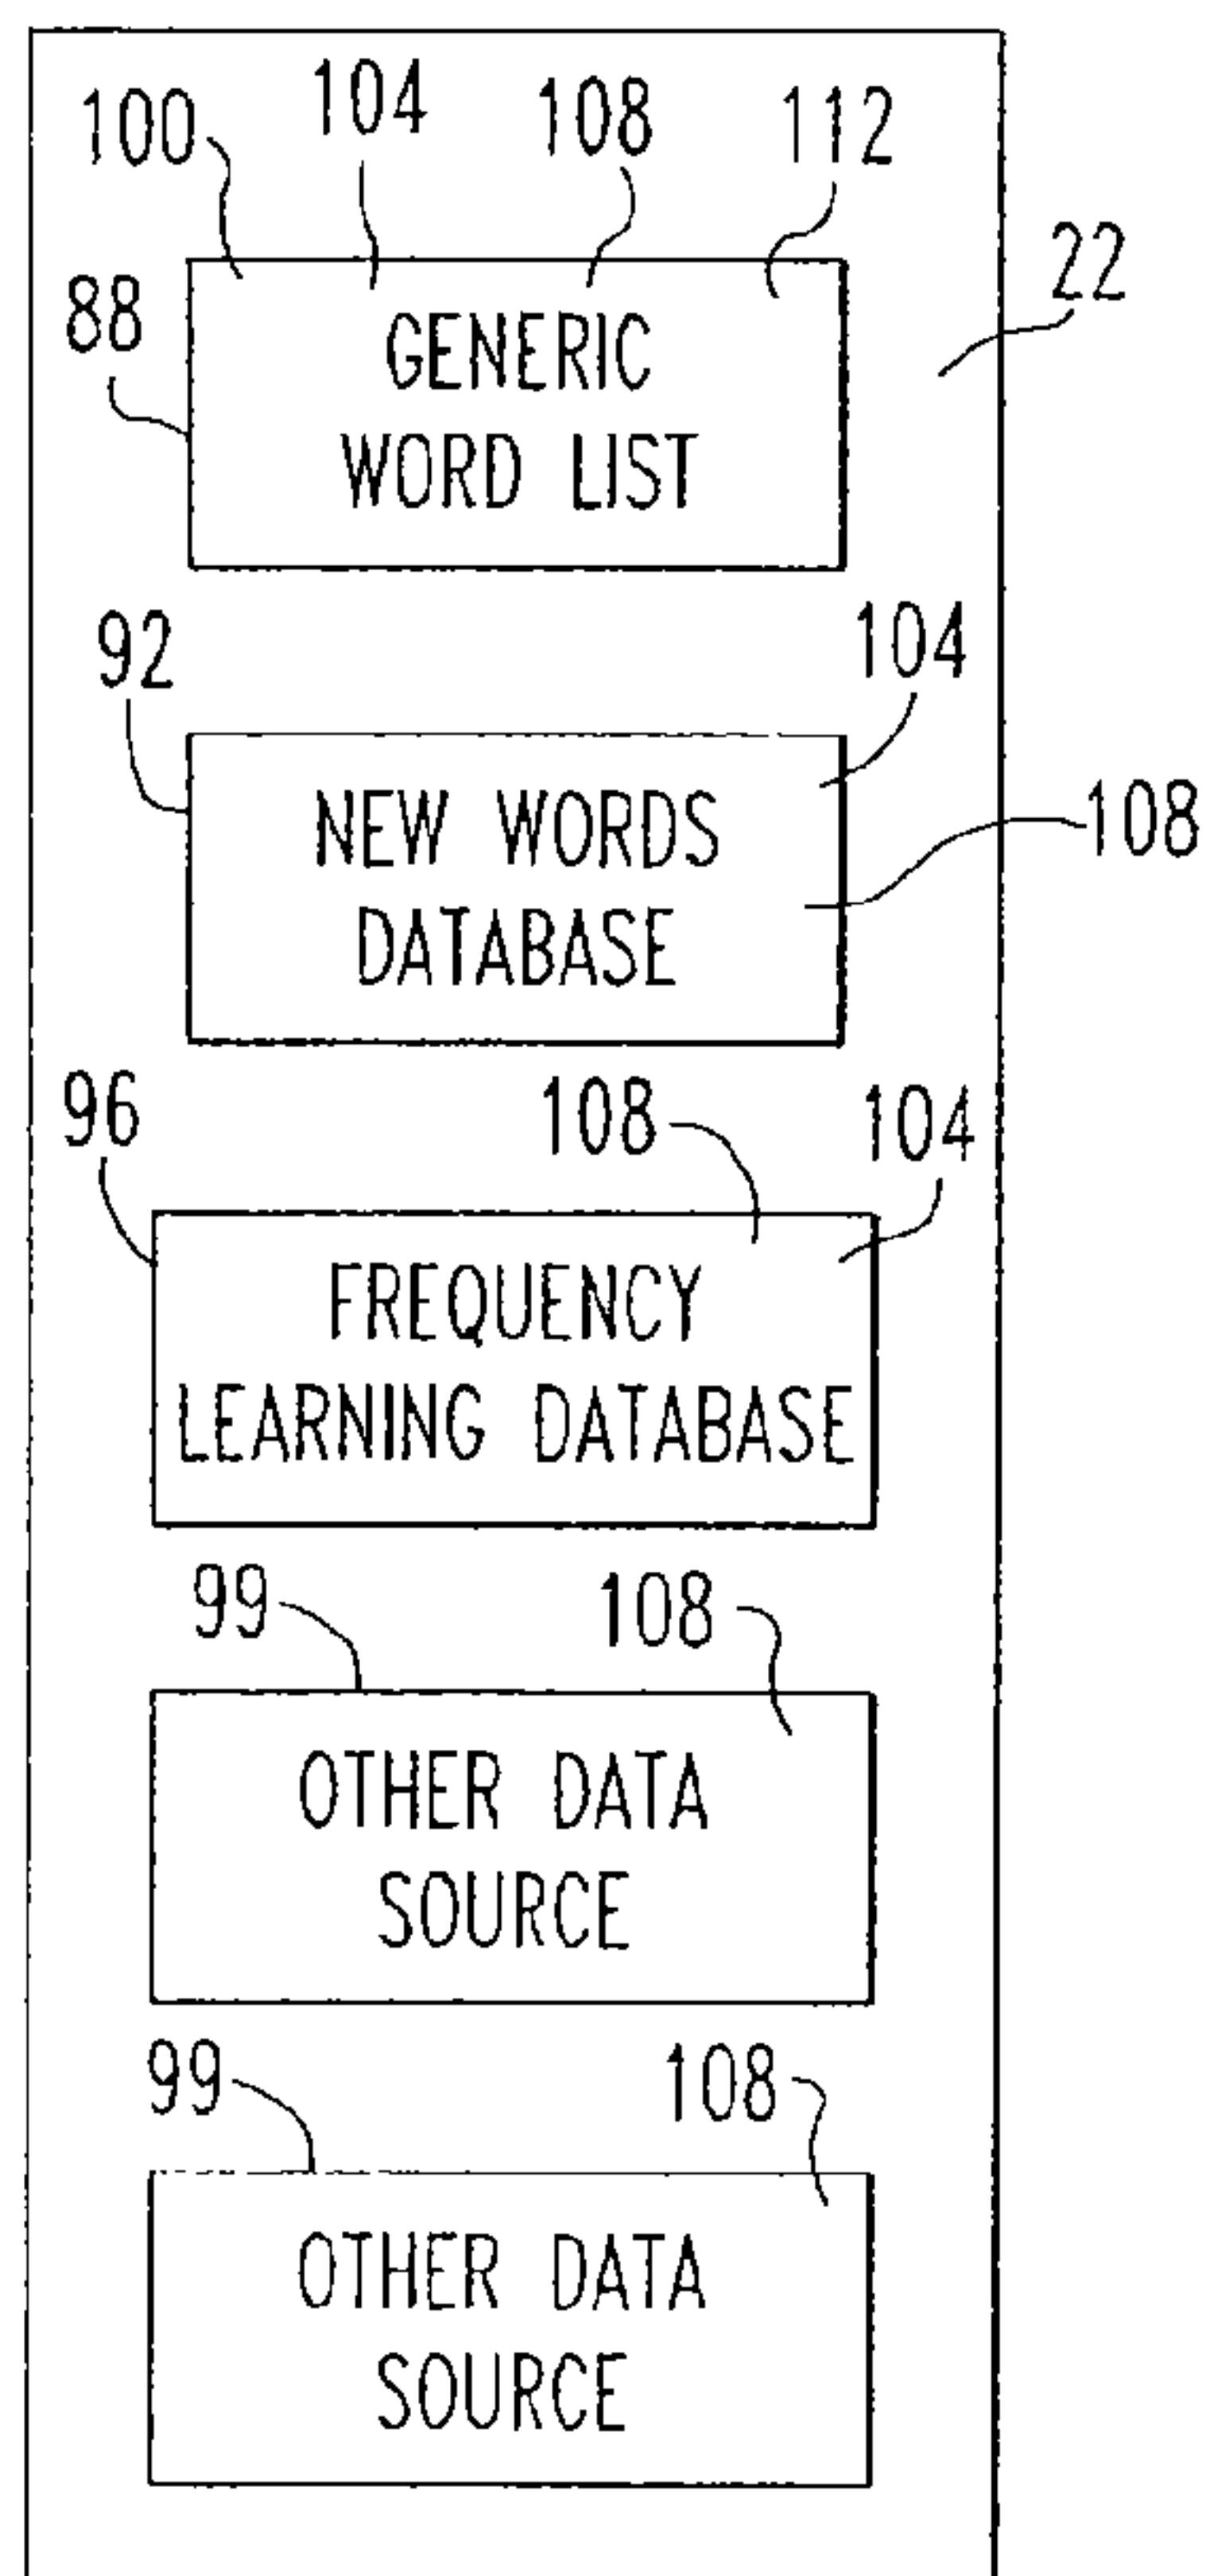 100 104 108 112
22
88
GENERIC
WORD LIST
92 104
108
NEW WORDS
DATABASE
96 108 104
FREQUENCY
LEARNING DATABASE
99 108
OTHER DATA
SOURCE
99 108
OTHER DATA
SOURCE